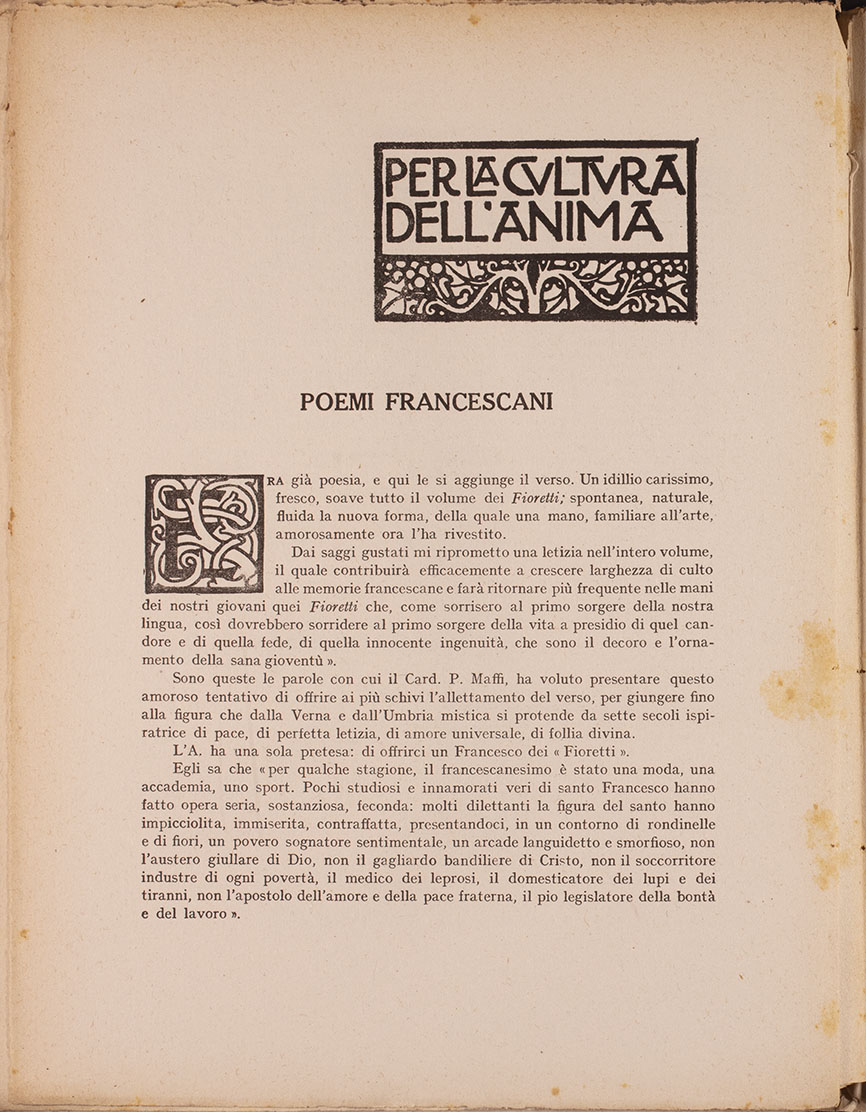 PER LA CVLTVRA
DELL'ANIMA
POEMI FRANCESCANI
ERA già poesia, e qui le si aggiunge il verso. Un idillio carissimo,
fresco, soave tutto il volume dei Fioretti; spontanea, naturale,
fluida la nuova forma, della quale una mano, familiare all'arte,
amorosamente ora l'ha rivestito.
Dai saggi gustati mi riprometto una letizia nell'intero volume,
il quale contribuirà efficacemente a crescere larghezza di culto
alle memorie francescane e farà ritornare più frequente nelle mani
dei nostri giovani quei Fioretti che, come sorrisero al primo sorgere della nostra
lingua, così dovrebbero sorridere al primo sorgere della vita a presidio di quel can-
dore e di quella fede, di quella innocente ingenuità, che sono il decoro e l'orna-
mento della sana gioventù ».
Sono queste le parole con cui il Card. P. Maffi, ha voluto presentare questo
amoroso tentativo di offrire ai più schivi l'allettamento del verso, per giungere fino
alla figura che dalla Verna e dall'Umbria mistica si protende da sette secoli ispi-
ratrice di pace, di perfetta letizia, di amore universale, di follia divina.
L'A. ha una sola pretesa: di offrirci un Francesco dei « Fioretti ».
Egli sa che « per qualche stagione, il francescanesimo è stato una moda, una
accademia, uno sport. Pochi studiosi e innamorati veri di santo Francesco hanno
fatto opera seria, sostanziosa, feconda: molti dilettanti la figura del santo hanno
impicciolita, immiserita, contraffatta, presentandoci, in un contorno di rondinelle
e di fiori, un povero sognatore sentimentale, un arcade languidetto e smorfioso, non
l'austero giullare di Dio, non il gagliardo bandiliere di Cristo, non il soccorritore
industre di ogni povertà, il medico dei leprosi, il domesticatore dei lupi e dei
tiranni, non l'apostolo dell'amore e della pace fraterna, il pio legislatore della bontà
e del lavoro ».